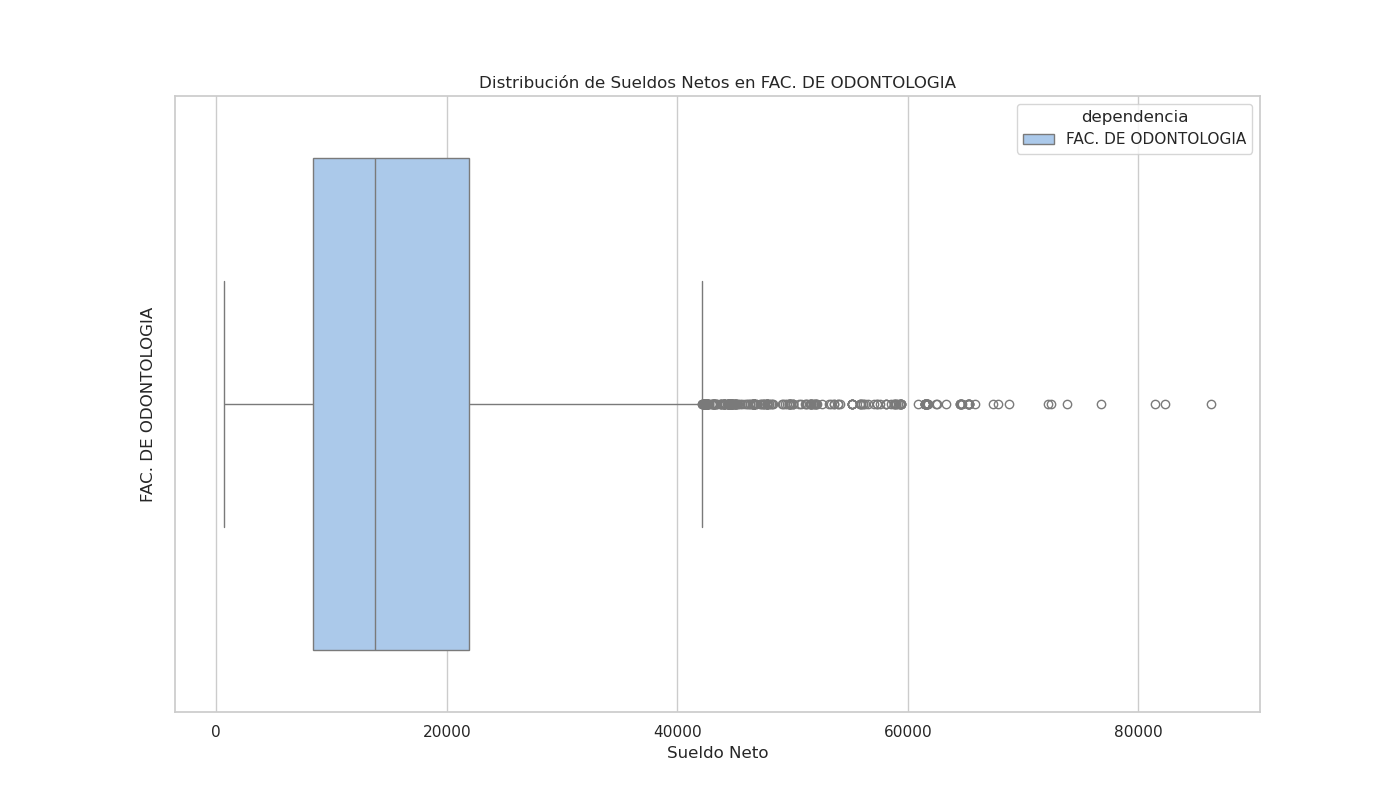 Distribución de Sueldos Netos en FAC. DE ODONTOLOGIA
dependencia
FAC. DE ODONTOLOGIA
FAC. DE ODONTOLOGIA
0
20000
40000
60000
80000
Sueldo Neto